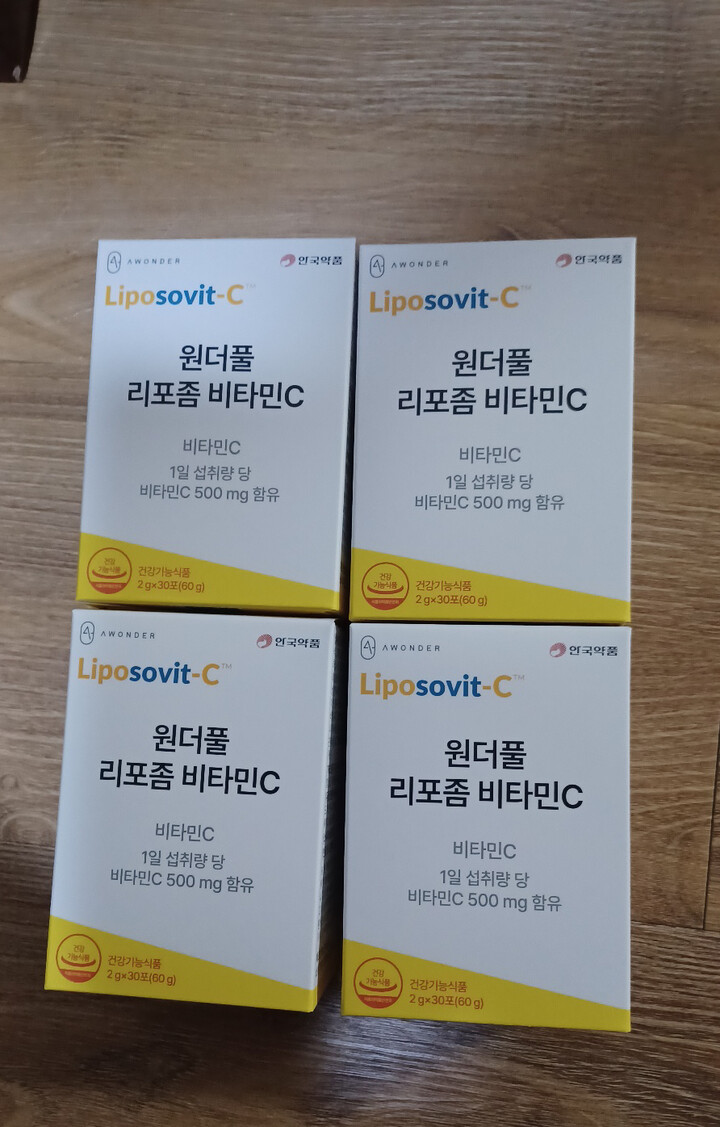 AWONDER 안국약품
Liposovit-C™
원더풀
리포좀 비타민C
비타민C
1일 섭취량 당
비타민C 500 mg 함유
건강
기능식품
건강기능식품
2 g×30포(60 g)
AWONDER 안국약품
Liposovit-C™
원더풀
리포좀 비타민C
비타민C
1일 섭취량 당
비타민C 500 mg 함유
건강
기능식품
건강기능식품
2 g×30포(60 g)
AWONDER 안국약품
Liposovit-C™
원더풀
리포좀 비타민C
비타민C
1일 섭취량 당
비타민C 500 mg 함유
건강
기능식품
건강기능식품
2 g×30포(60 g)
AWONDER 안국약품
Liposovit-C™
원더풀
리포좀 비타민C
비타민C
1일 섭취량 당
비타민C 500 mg 함유
건강
기능식품
건강기능식품
2 g×30포(60 g)